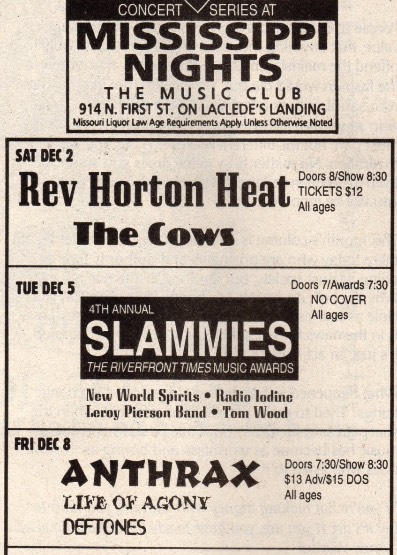 CONCERT SERIES AT
MISSISSIPPI
NIGHTS
THE MUSIC CLUB
914 N. FIRST ST. ON LACLEDE'S LANDING
Missouri Liquor Law Age Requirements Apply Unless Otherwise Noted
SAT DEC 2
Rev Horton Heat
The Cows
Doors 8/Show 8:30
TICKETS $12
All ages
TUE DEC 5
Doors 7/Awards 7:30
NO COVER
All ages
4TH ANNUAL
SLAMMIES
THE RIVERFRONT TIMES MUSIC AWARDS
New World Spirits • Radio Iodine
Leroy Pierson Band • Tom Wood
FRI DEC 8
ANTHRAX
LIFE OF AGONY
DEFTONES
Doors 7:30/Show 8:30
$13 Adv/$15 DOS
All ages